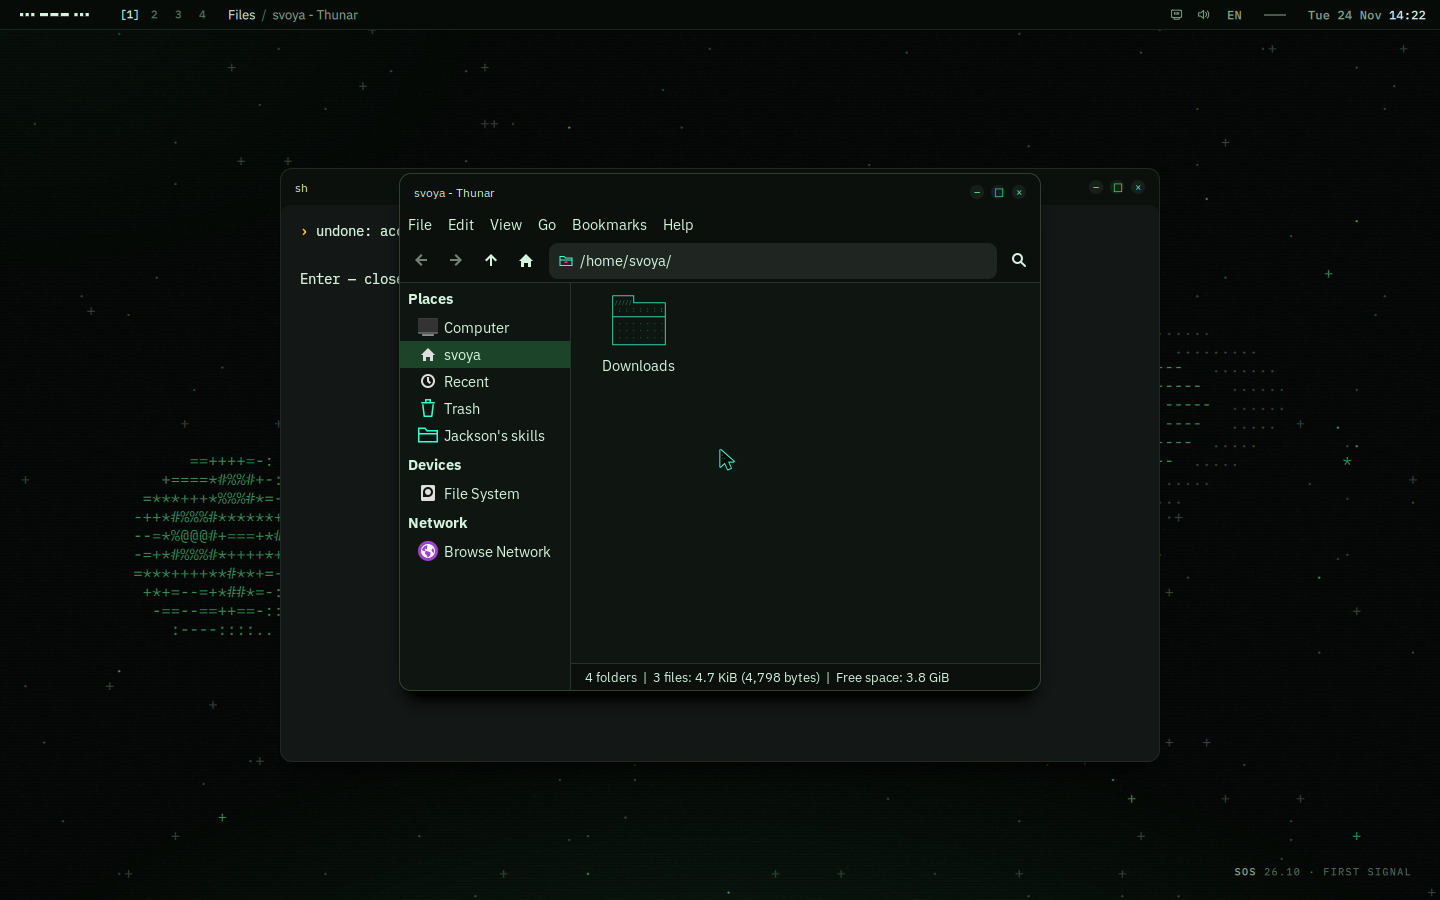 [1] 2 3 4 Files / svoya - Thunar EN Tue 24 Nov 14:22
sh
svoya - Thunar
File Edit View Go Bookmarks Help
› undone: acc
/home/svoya/
Enter — close
Places
Computer
svoya
Recent
Trash
Jackson's skills
Devices
File System
Network
Browse Network
Downloads
4 folders | 3 files: 4.7 KiB (4,798 bytes) | Free space: 3.8 GiB
SOS 26.10 · FIRST SIGNAL